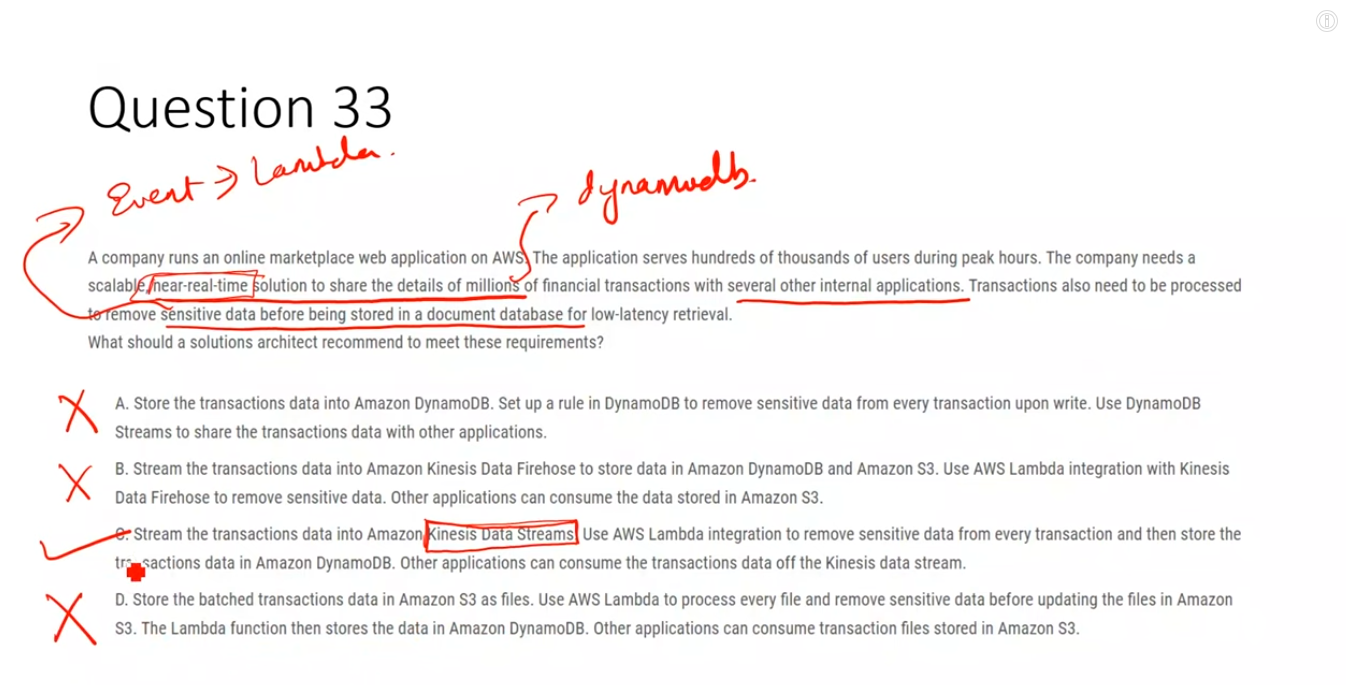 Question 33
Event → Lambda.
dynamodb.
A company runs an online marketplace web application on AWS. The application serves hundreds of thousands of users during peak hours. The company needs a
scalable, near-real-time solution to share the details of millions of financial transactions with several other internal applications. Transactions also need to be processed
to remove sensitive data before being stored in a document database for low-latency retrieval.
What should a solutions architect recommend to meet these requirements?
A. Store the transactions data into Amazon DynamoDB. Set up a rule in DynamoDB to remove sensitive data from every transaction upon write. Use DynamoDB
Streams to share the transactions data with other applications.
B. Stream the transactions data into Amazon Kinesis Data Firehose to store data in Amazon DynamoDB and Amazon S3. Use AWS Lambda integration with Kinesis
Data Firehose to remove sensitive data. Other applications can consume the data stored in Amazon S3.
C. Stream the transactions data into Amazon Kinesis Data Streams. Use AWS Lambda integration to remove sensitive data from every transaction and then store the
transactions data in Amazon DynamoDB. Other applications can consume the transactions data off the Kinesis data stream.
D. Store the batched transactions data in Amazon S3 as files. Use AWS Lambda to process every file and remove sensitive data before updating the files in Amazon
S3. The Lambda function then stores the data in Amazon DynamoDB. Other applications can consume transaction files stored in Amazon S3.